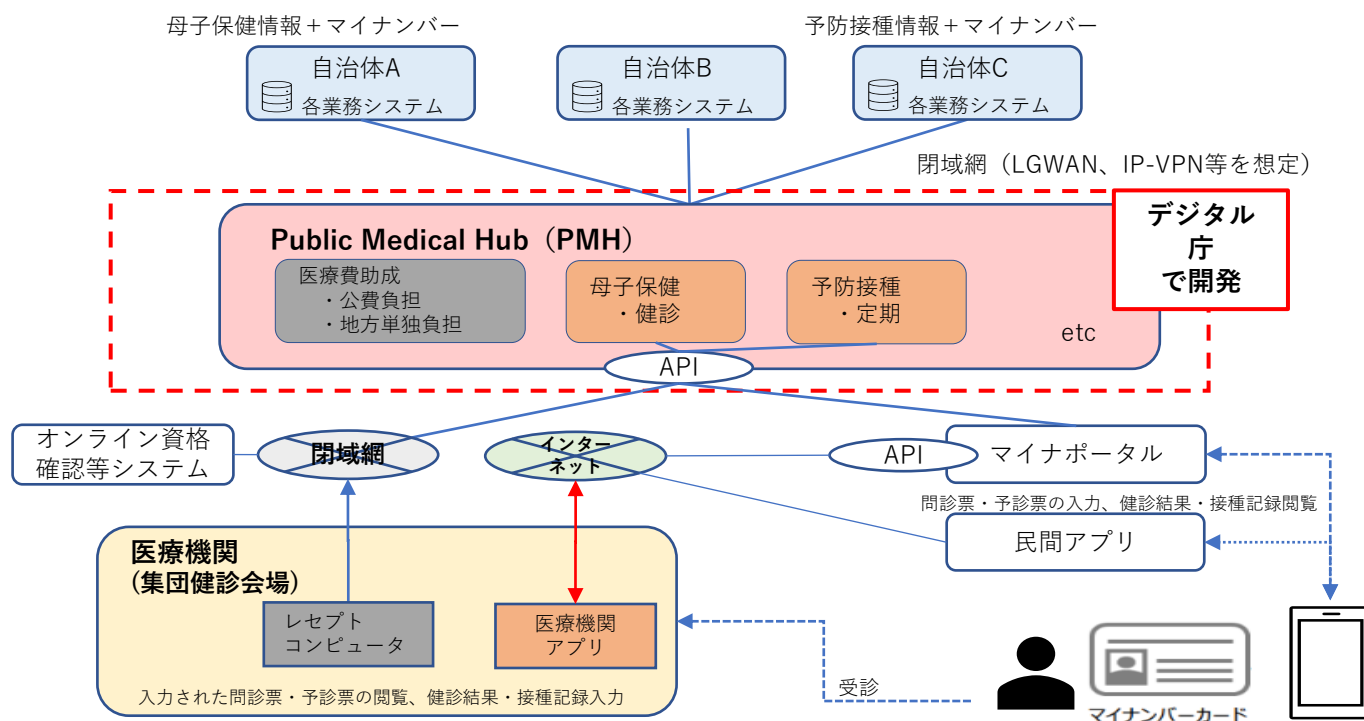 母子保健情報＋マイナンバー
予防接種情報＋マイナンバー
自治体A
各業務システム
自治体B
各業務システム
自治体C
各業務システム
閉域網（LGWAN、IP-VPN等を想定）
デジタル
庁
で開発
Public Medical Hub（PMH）
医療費助成
・公費負担
・地方単独負担
母子保健
・健診
予防接種
・定期
etc
API
オンライン資格
確認等システム
閉域網
インター
ネット
API
マイナポータル
問診票・予診票の入力、健診結果・接種記録閲覧
民間アプリ
医療機関
(集団健診会場)
レセプト
コンピュータ
医療機関
アプリ
入力された問診票・予診票の閲覧、健診結果・接種記録入力
受診
マイナンバーカード